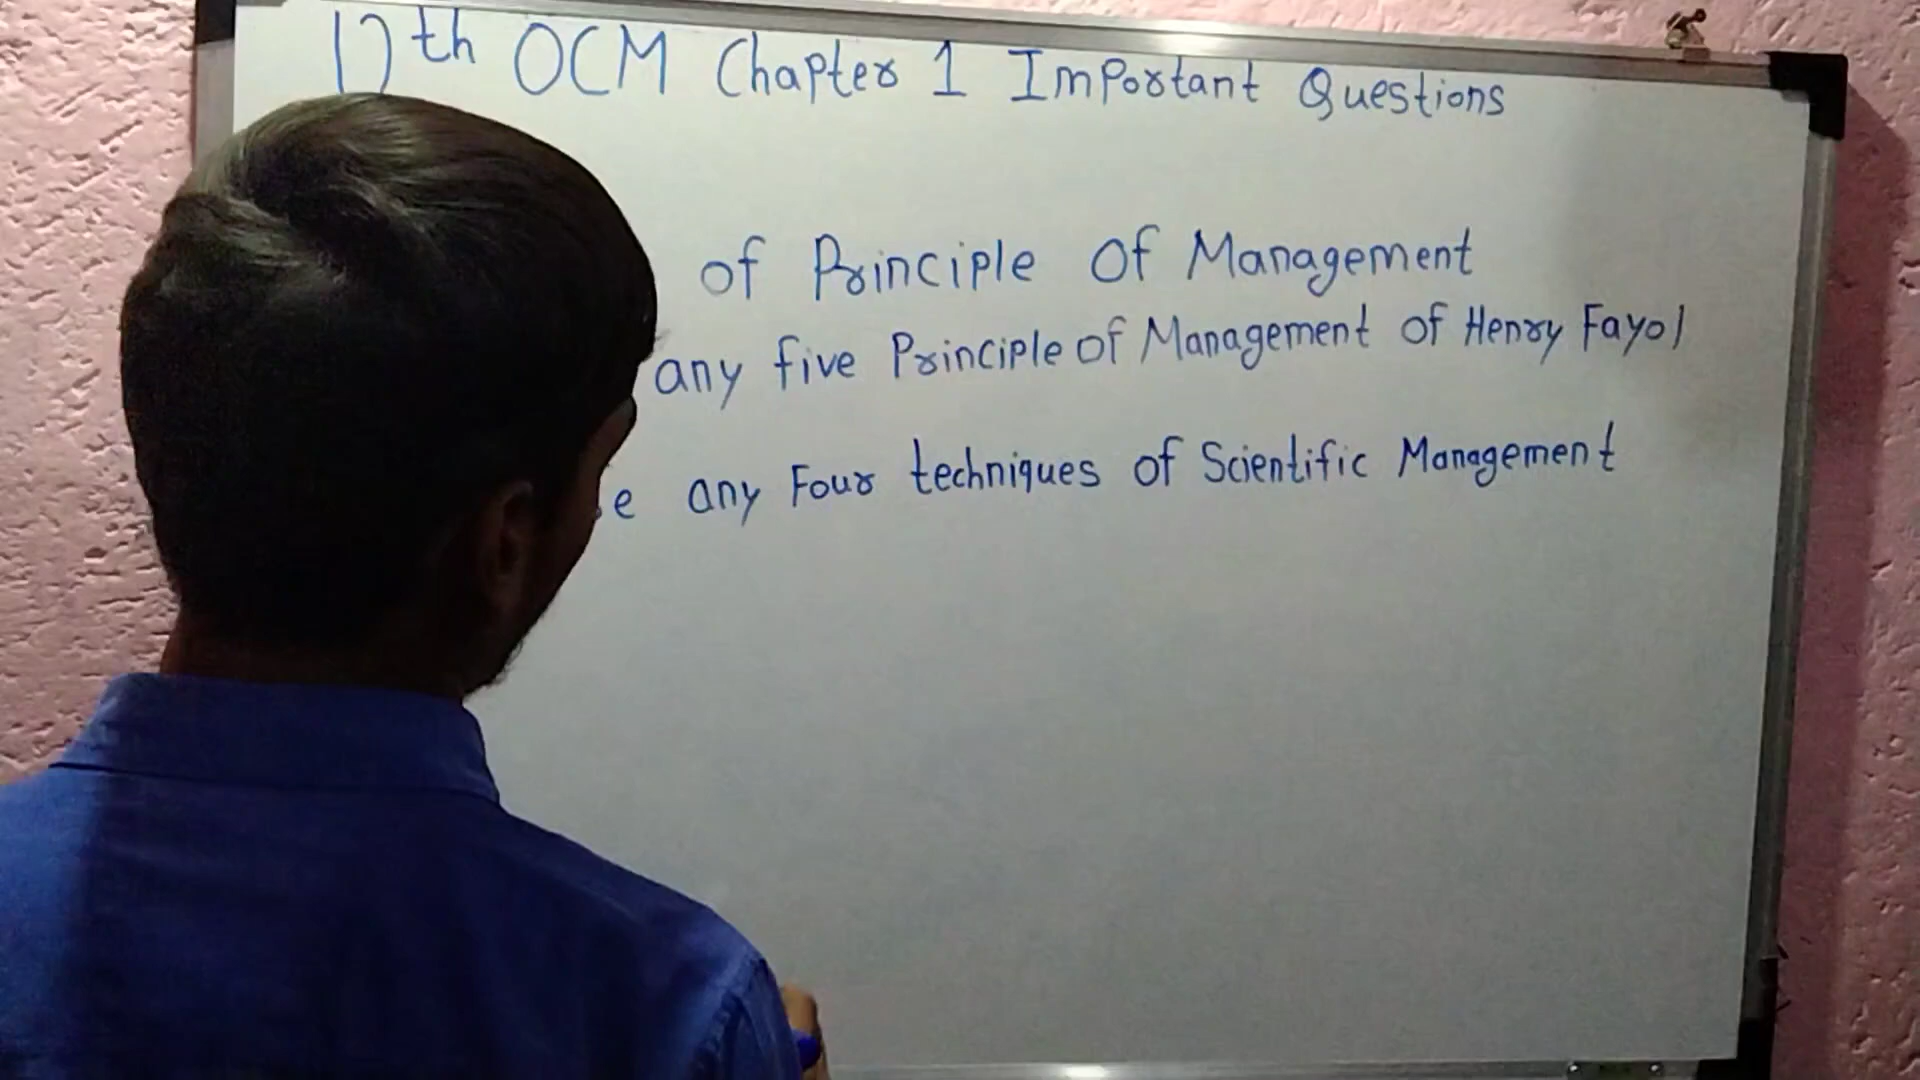 12th OCM Chapter 1 Important Questions
of Principle Of Management
any five Principle of Management of Henry Fayol
any Four techniques of Scientific Management